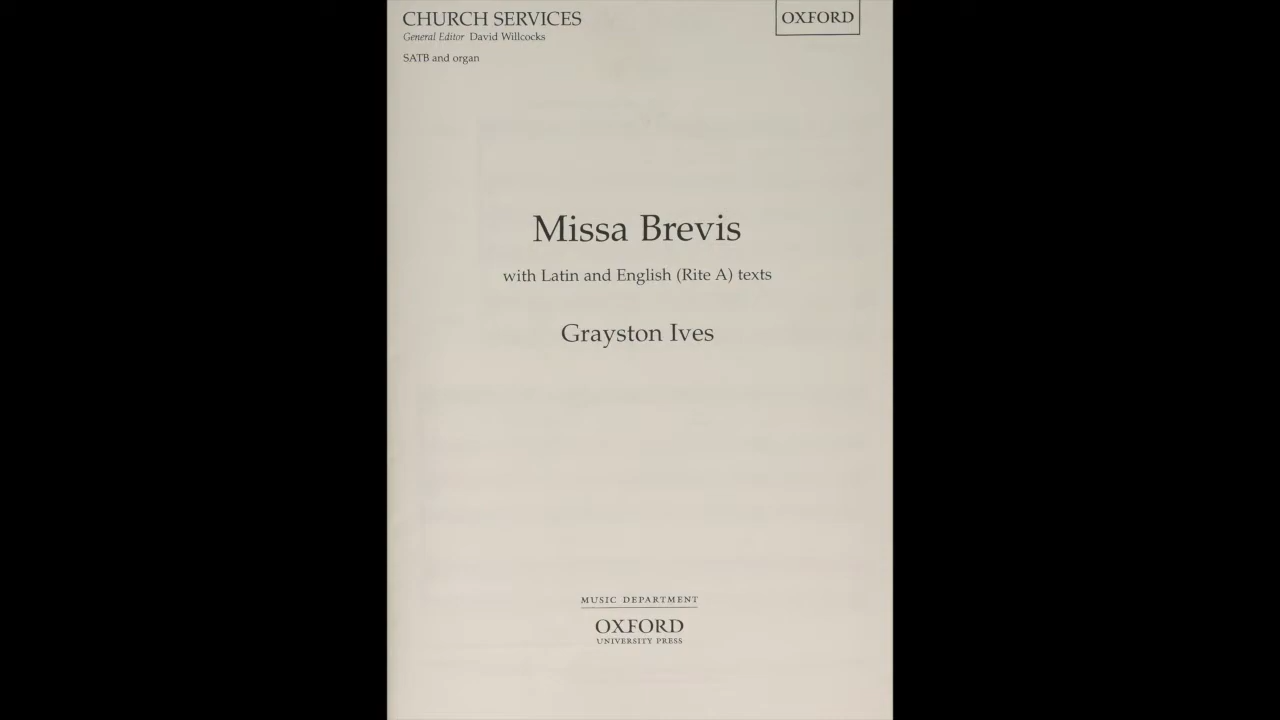 CHURCH SERVICES
General Editor David Willcocks
SATB and organ
OXFORD
Missa Brevis
with Latin and English (Rite A) texts
Grayston Ives
MUSIC DEPARTMENT
OXFORD
UNIVERSITY PRESS